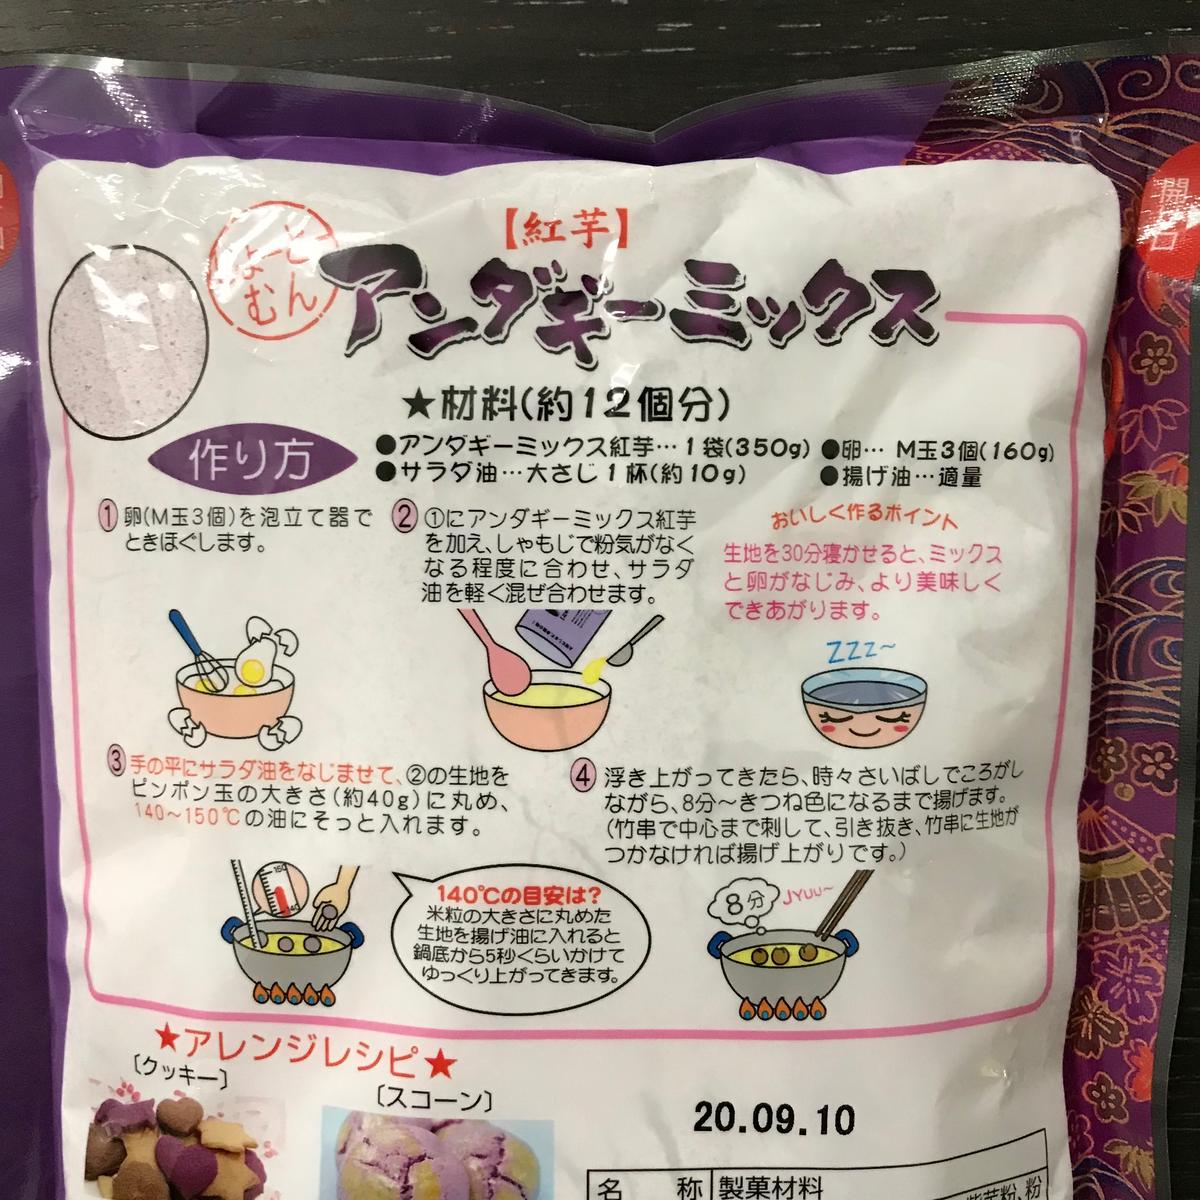 開口
【紅芋】
とんよーむ
アンダギーミックス
★材料(約12個分)
作り方
●アンダギーミックス紅芋…1袋(350g) ●卵… M玉3個(160g)
●サラダ油…大さじ1杯(約10g) ●揚げ油…適量
① 卵(M玉3個)を泡立て器で
ときほぐします。
② ①にアンダギーミックス紅芋
を加え、しゃもじで粉気がなく
なる程度に合わせ、サラダ
油を軽く混ぜ合わせます。
おいしく作るポイント
生地を30分寝かせると、ミックス
と卵がなじみ、より美味しく
できあがります。
ZZZ~
③ 手の平にサラダ油をなじませて、②の生地を
ピンポン玉の大きさ(約40g)に丸め、
140~150℃の油にそっと入れます。
④ 浮き上がってきたら、時々さいばしでころがし
ながら、8分~きつね色になるまで揚げます。
(竹串で中心まで刺して、引き抜き、竹串に生地が
つかなければ揚げ上がりです。)
150
140
140℃の目安は?
米粒の大きさに丸めた
生地を揚げ油に入れると
鍋底から5秒くらいかけて
ゆっくり上がってきます。
8分
JYUU~
★アレンジレシピ★
〔クッキー〕
〔スコーン〕
20.09.10
名 称 製菓材料